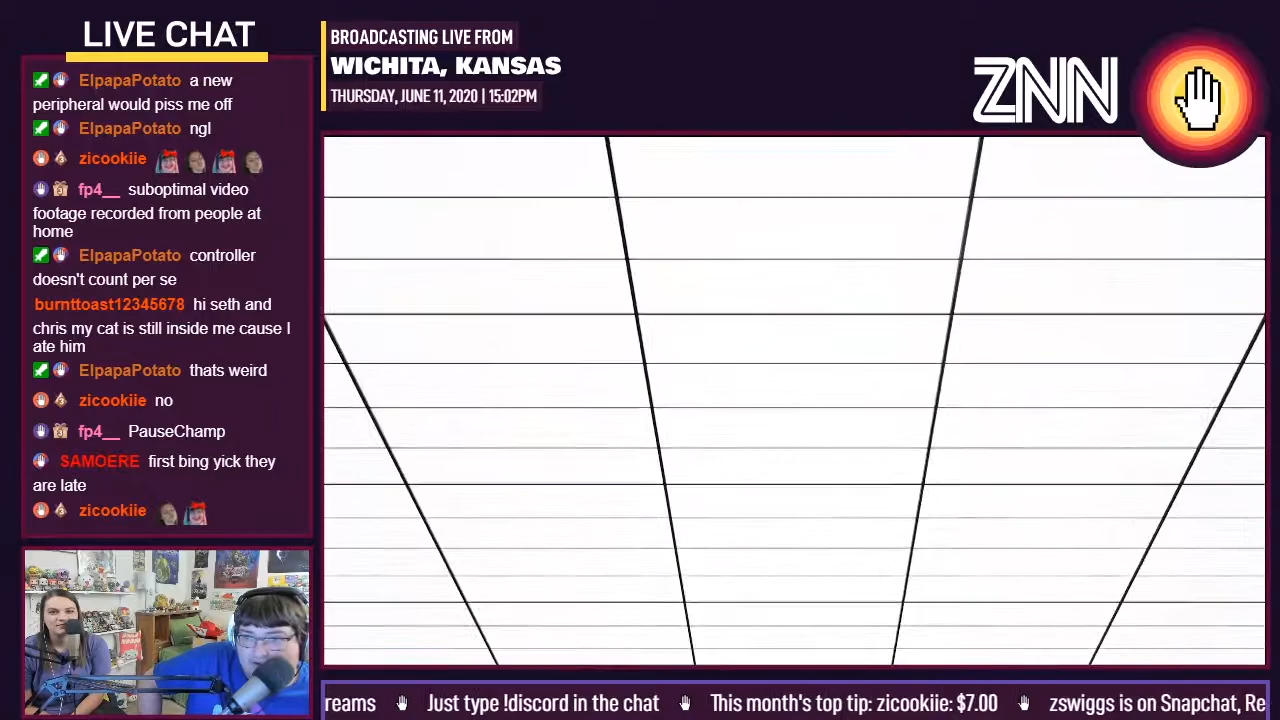 LIVE CHAT
ElpapaPotato a new
peripheral would piss me off
ElpapaPotato ngl
zicookiie
fp4__ suboptimal video
footage recorded from people at
home
ElpapaPotato controller
doesn't count per se
burnttoast12345678 hi seth and
chris my cat is still inside me cause I
ate him
ElpapaPotato thats weird
zicookiie no
fp4__ PauseChamp
SAMOERE first bing yick they
are late
zicookiie
BROADCASTING LIVE FROM
WICHITA, KANSAS
THURSDAY, JUNE 11, 2020 | 15:02PM
ZNN
reams Just type !discord in the chat This month's top tip: zicookiie: $7.00 zswiggs is on Snapchat, Re